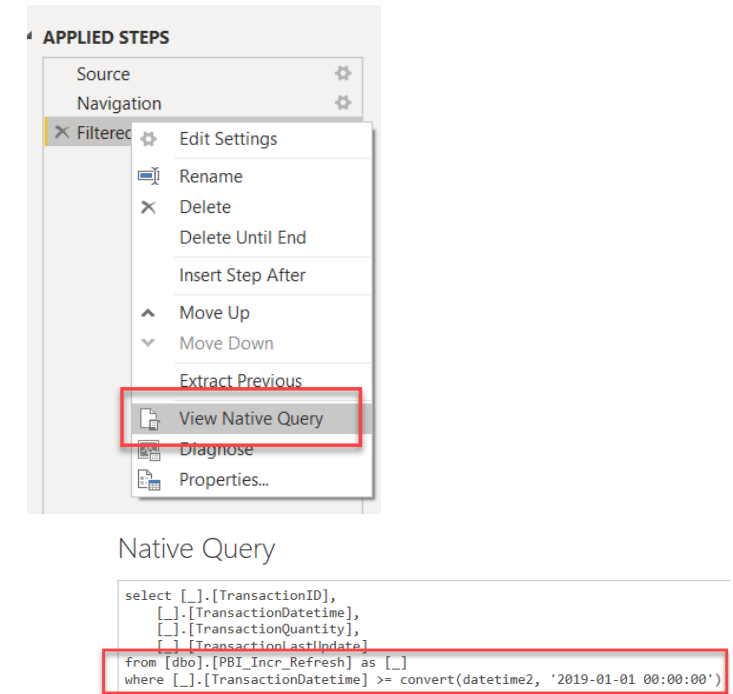 APPLIED STEPS
Source
Navigation
Filtered
Edit Settings
Rename
Delete
Delete Until End
Insert Step After
Move Up
Move Down
Extract Previous
View Native Query
Diagnose
Properties...
Native Query
select [_].[TransactionID],
[_].[TransactionDatetime],
[_].[TransactionQuantity],
[_].[TransactionLastUpdate]
from [dbo].[PBI_Incr_Refresh] as [_]
where [_].[TransactionDatetime] >= convert(datetime2, '2019-01-01 00:00:00')